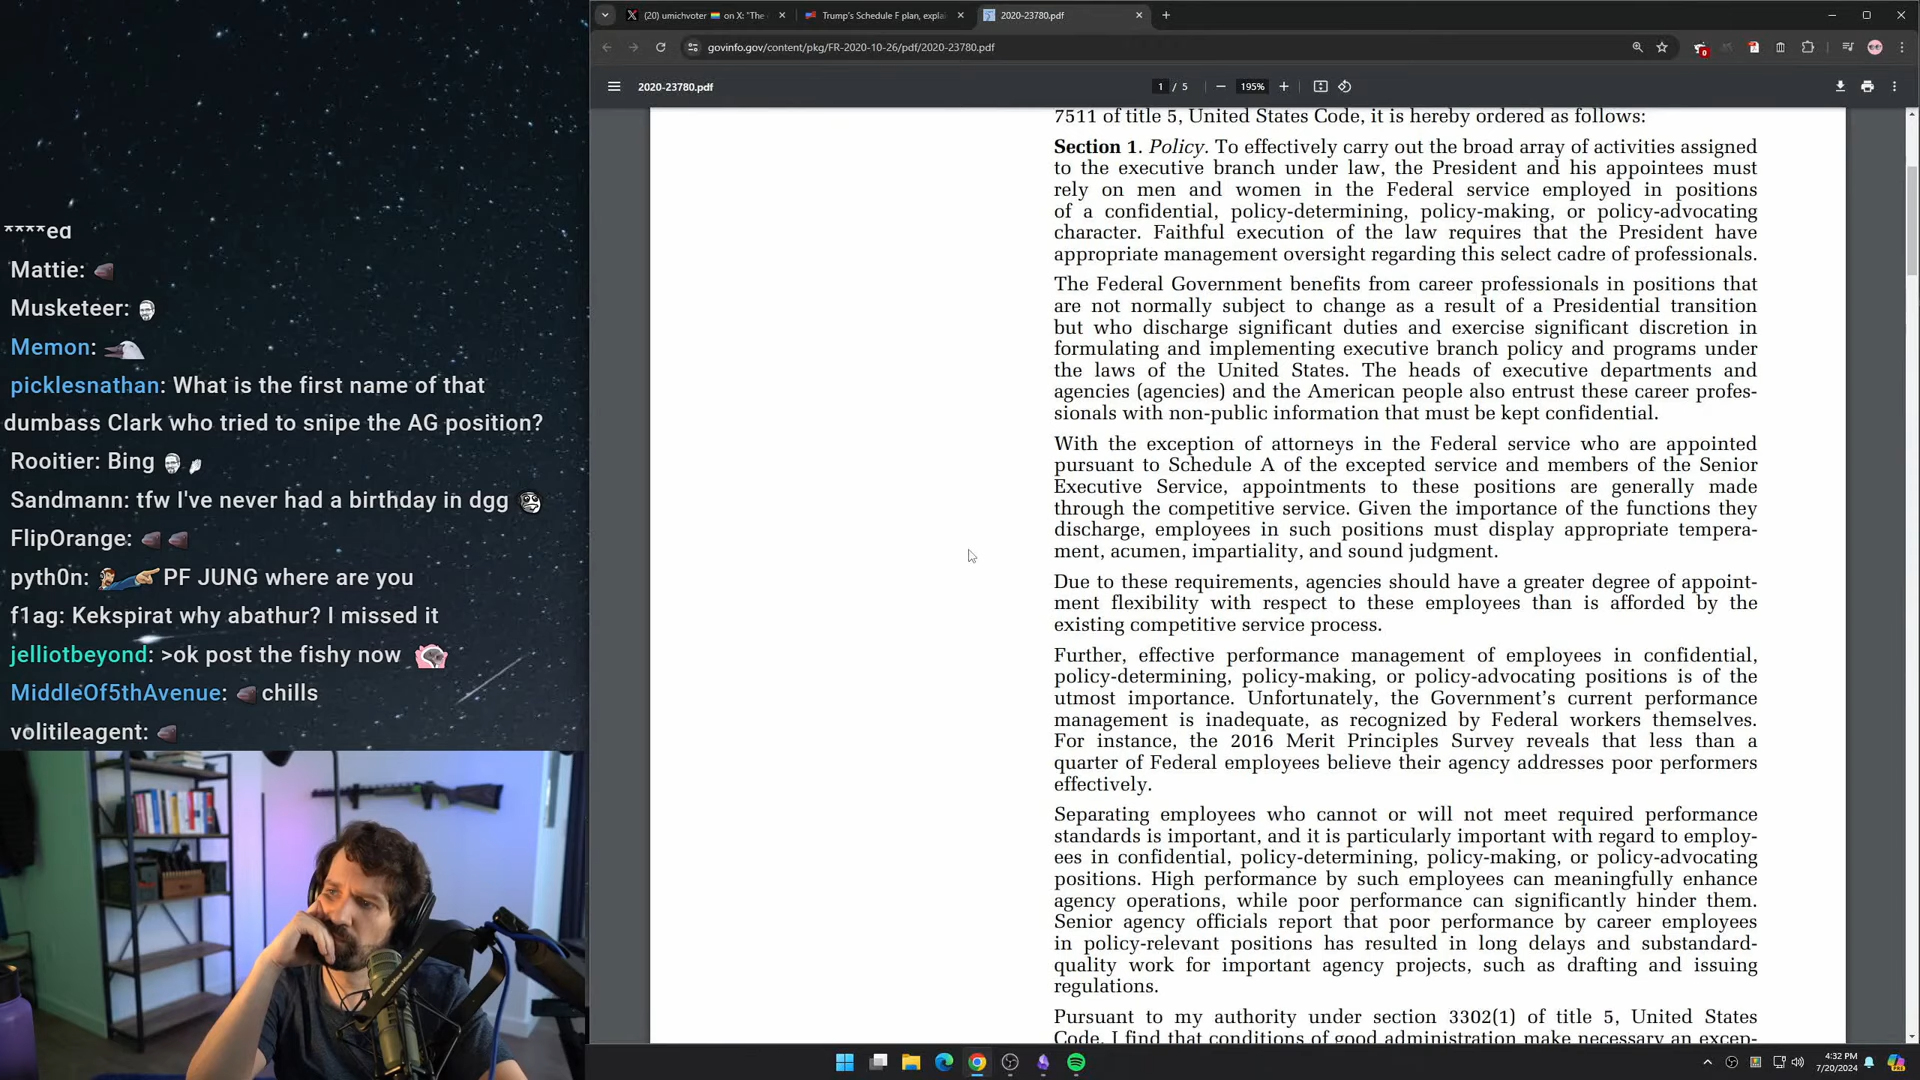 (20) umichvoter 🏳️‍🌈 on X: "The
Trump's Schedule F plan, explai
2020-23780.pdf
govinfo.gov/content/pkg/FR-2020-10-26/pdf/2020-23780.pdf
0
2020-23780.pdf
1 / 5
195%
****ed
Mattie:
Musketeer:
Memon:
picklesnathan: What is the first name of that
dumbass Clark who tried to snipe the AG position?
Rooitier: Bing
Sandmann: tfw I've never had a birthday in dgg
FlipOrange:
pyth0n: PF JUNG where are you
f1ag: Kekspirat why abathur? I missed it
jelliotbeyond: >ok post the fishy now
MiddleOf5thAvenue: chills
volitileagent:
7511 of title 5, United States Code, it is hereby ordered as follows:
Section 1. Policy. To effectively carry out the broad array of activities assigned
to the executive branch under law, the President and his appointees must
rely on men and women in the Federal service employed in positions
of a confidential, policy-determining, policy-making, or policy-advocating
character. Faithful execution of the law requires that the President have
appropriate management oversight regarding this select cadre of professionals.
The Federal Government benefits from career professionals in positions that
are not normally subject to change as a result of a Presidential transition
but who discharge significant duties and exercise significant discretion in
formulating and implementing executive branch policy and programs under
the laws of the United States. The heads of executive departments and
agencies (agencies) and the American people also entrust these career profes-
sionals with non-public information that must be kept confidential.
With the exception of attorneys in the Federal service who are appointed
pursuant to Schedule A of the excepted service and members of the Senior
Executive Service, appointments to these positions are generally made
through the competitive service. Given the importance of the functions they
discharge, employees in such positions must display appropriate tempera-
ment, acumen, impartiality, and sound judgment.
Due to these requirements, agencies should have a greater degree of appoint-
ment flexibility with respect to these employees than is afforded by the
existing competitive service process.
Further, effective performance management of employees in confidential,
policy-determining, policy-making, or policy-advocating positions is of the
utmost importance. Unfortunately, the Government's current performance
management is inadequate, as recognized by Federal workers themselves.
For instance, the 2016 Merit Principles Survey reveals that less than a
quarter of Federal employees believe their agency addresses poor performers
effectively.
Separating employees who cannot or will not meet required performance
standards is important, and it is particularly important with regard to employ-
ees in confidential, policy-determining, policy-making, or policy-advocating
positions. High performance by such employees can meaningfully enhance
agency operations, while poor performance can significantly hinder them.
Senior agency officials report that poor performance by career employees
in policy-relevant positions has resulted in long delays and substandard-
quality work for important agency projects, such as drafting and issuing
regulations.
Pursuant to my authority under section 3302(1) of title 5, United States
Code, I find that conditions of good administration make necessary an excep-
4:32 PM
7/20/2024